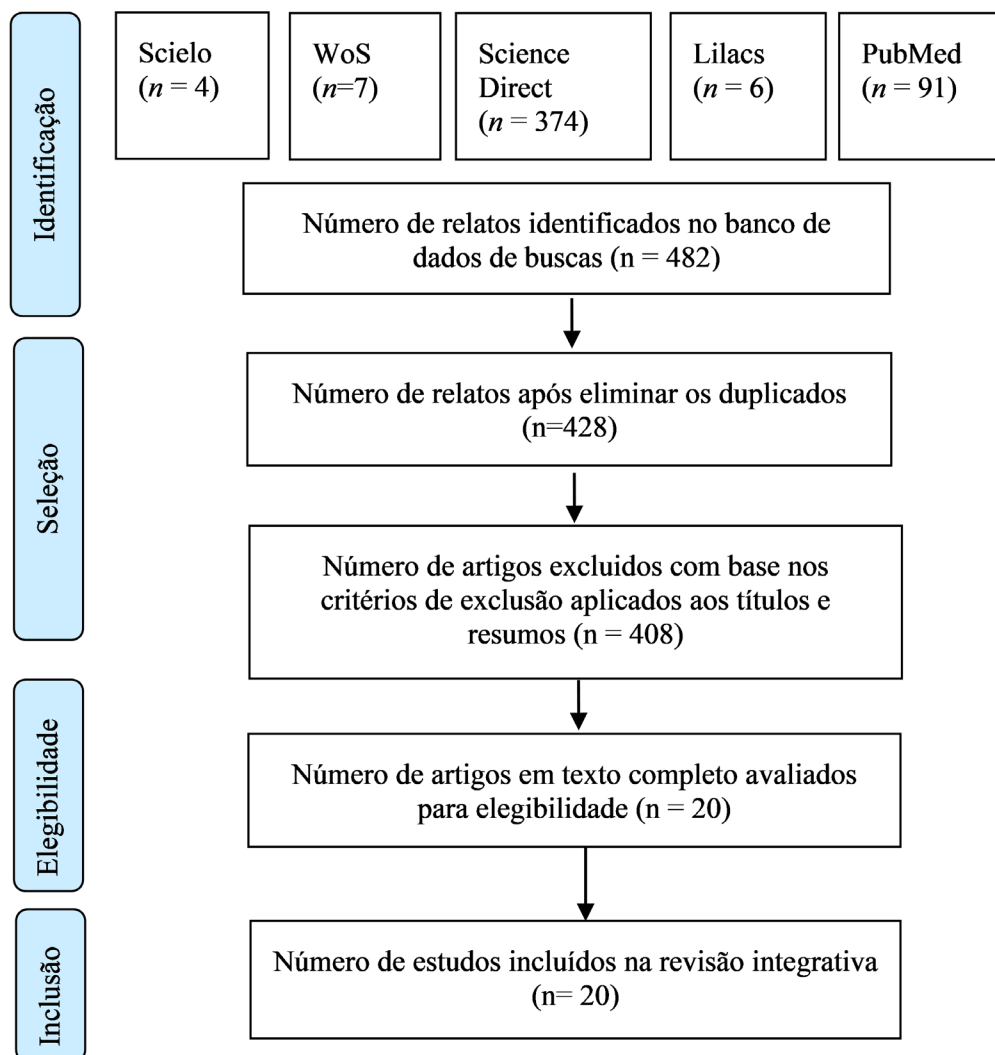 Identificação
Scielo
(n = 4)
WoS
(n=7)
Science
Direct
(n = 374)
Lilacs
(n = 6)
PubMed
(n = 91)
Número de relatos identificados no banco de
dados de buscas (n = 482)
Seleção
Número de relatos após eliminar os duplicados
(n=428)
Número de artigos excluidos com base nos
critérios de exclusão aplicados aos títulos e
resumos (n = 408)
Elegibilidade
Número de artigos em texto completo avaliados
para elegibilidade (n = 20)
Inclusão
Número de estudos incluídos na revisão integrativa
(n= 20)